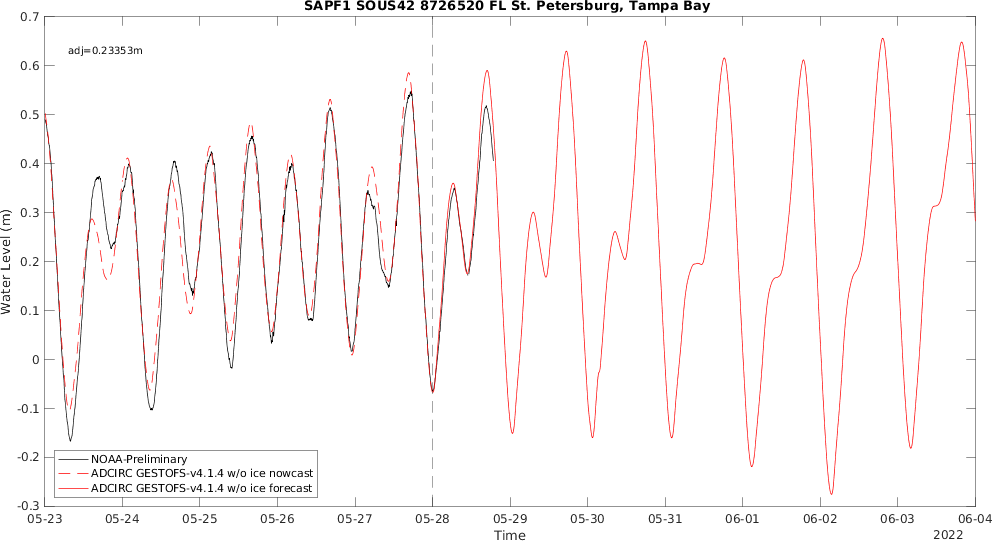 SAPF1 SOUS42 8726520 FL St. Petersburg, Tampa Bay
adj=0.23353m
0.7
0.6
0.5
0.4
0.3
0.2
0.1
0
-0.1
-0.2
-0.3
Water Level (m)
NOAA-Preliminary
ADCIRC GESTOFS-v4.1.4 w/o ice nowcast
ADCIRC GESTOFS-v4.1.4 w/o ice forecast
05-23 05-24 05-25 05-26 05-27 05-28 05-29 05-30 05-31 06-01 06-02 06-03 06-04
Time
2022